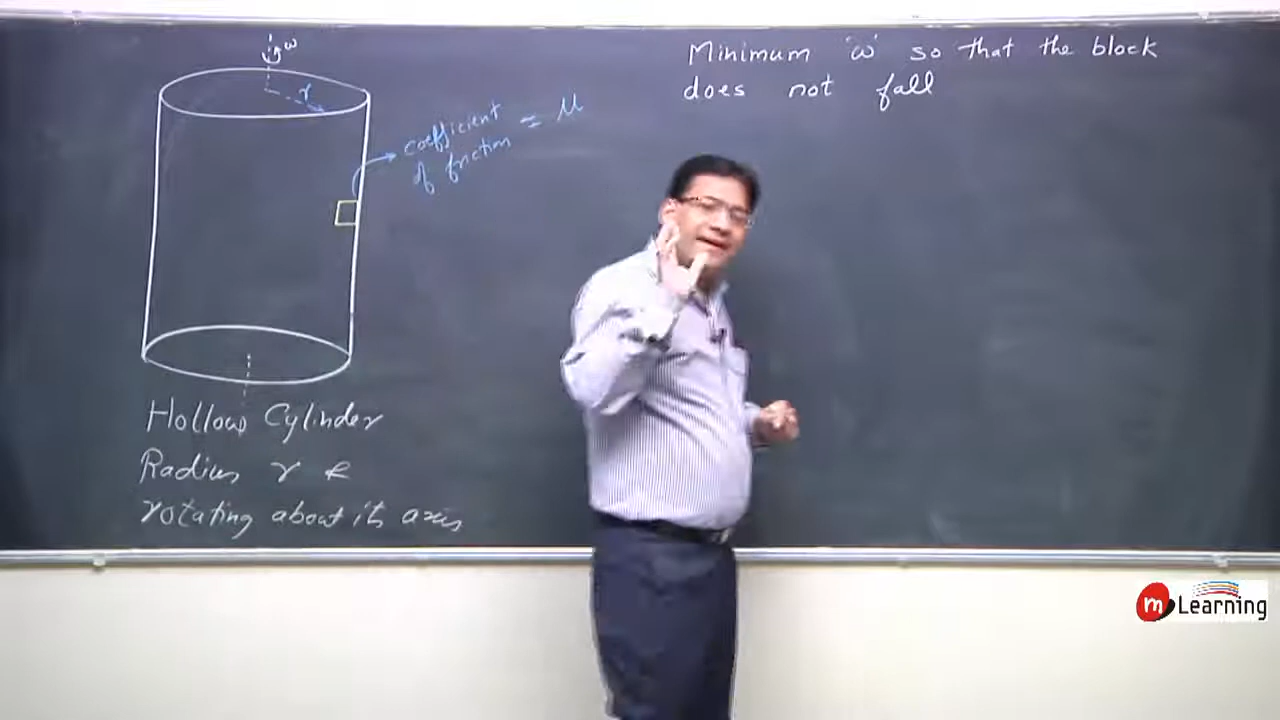 ω
r
coefficient
of friction = μ
Hollow Cylinder
Radius r &
rotating about its axis
Minimum 'ω' so that the block
does not fall
m Learning